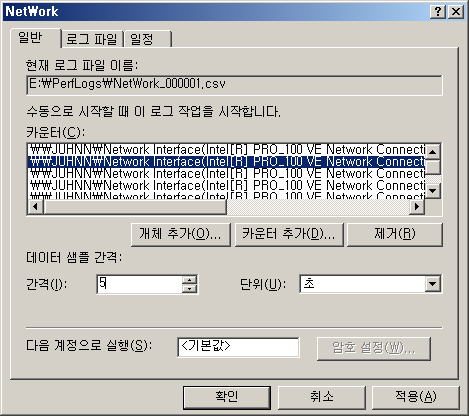 NetWork
일반 로그 파일 일정
현재 로그 파일 이름:
E:₩PerfLogs₩NetWork_000001.csv
수동으로 시작할 때 이 로그 작업을 시작합니다.
카운터(C):
₩₩JUHNN₩Network Interface(Intel[R] PRO_100 VE Network Connecti
₩₩JUHNN₩Network Interface(Intel[R] PRO_100 VE Network Connecti
₩₩JUHNN₩Network Interface(Intel[R] PRO_100 VE Network Connecti
₩₩JUHNN₩Network Interface(Intel[R] PRO_100 VE Network Connecti
₩₩JUHNN₩Network Interface(Intel[R] PRO_100 VE Network Connecti
개체 추가(O)... 카운터 추가(D)... 제거(R)
데이터 샘플 간격:
간격(I): 5 단위(U): 초
다음 계정으로 실행(S): <기본값> 암호 설정(W)...
확인 취소 적용(A)